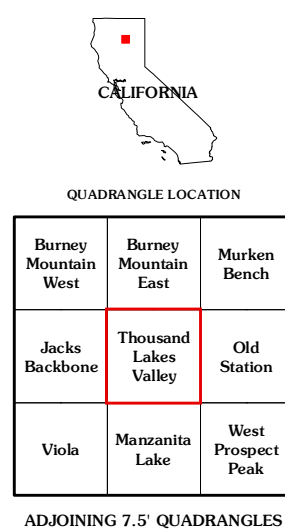 CALIFORNIA
QUADRANGLE LOCATION
Burney
Mountain
West
Burney
Mountain
East
Murken
Bench
Jacks
Backbone
Thousand
Lakes
Valley
Old
Station
Viola
Manzanita
Lake
West
Prospect
Peak
ADJOINING 7.5' QUADRANGLES